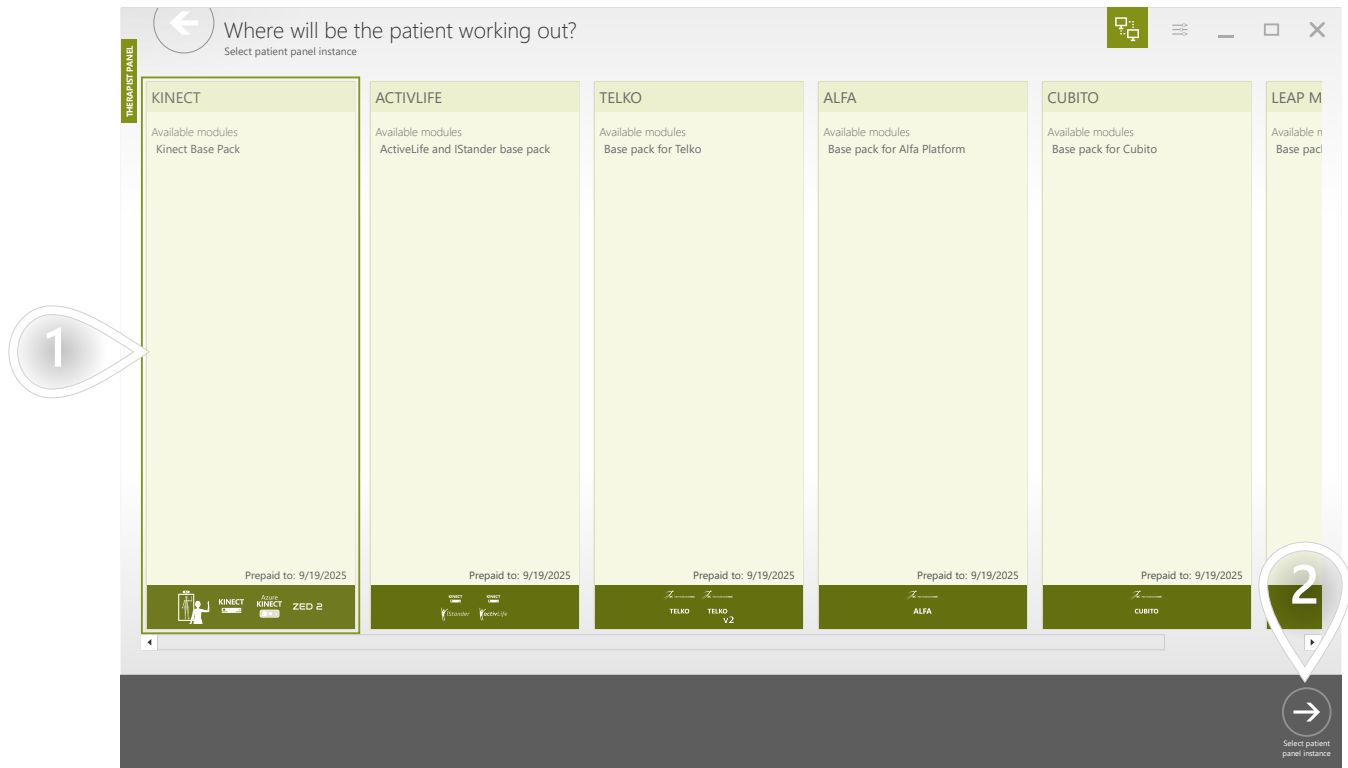 Where will be the patient working out?
Select patient panel instance
THERAPIST PANEL
KINECT
Available modules
Kinect Base Pack
Prepaid to: 9/19/2025
KINECT
Azure
KINECT
ZED 2
ACTIVLIFE
Available modules
ActiveLife and IStander base pack
Prepaid to: 9/19/2025
KINECT
KINECT
IStander
activLife
TELKO
Available modules
Base pack for Telko
Prepaid to: 9/19/2025
TELKO
TELKO
v2
ALFA
Available modules
Base pack for Alfa Platform
Prepaid to: 9/19/2025
ALFA
CUBITO
Available modules
Base pack for Cubito
Prepaid to: 9/19/2025
CUBITO
LEAP M
Available
Base
1
2
Select patient
panel instance